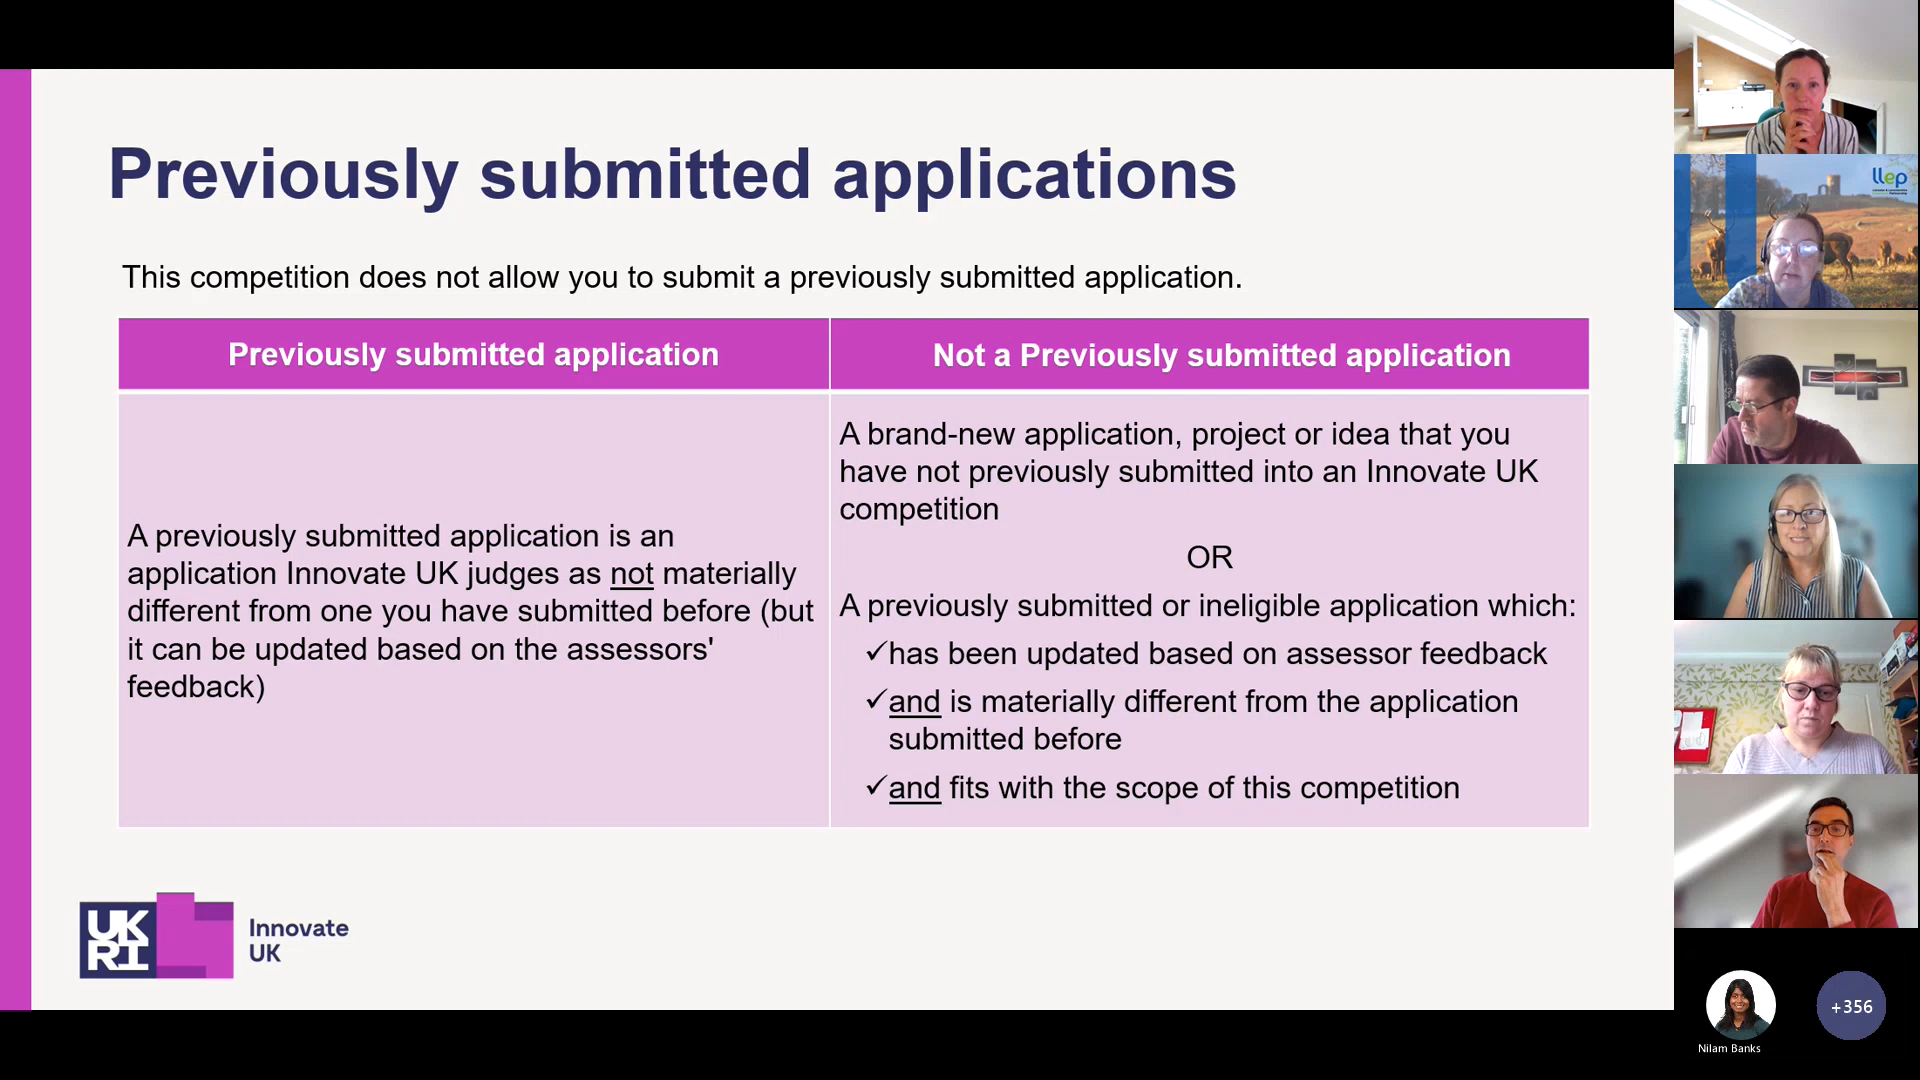 Previously submitted applications
This competition does not allow you to submit a previously submitted application.
Previously submitted application
Not a Previously submitted application
A previously submitted application is an
application Innovate UK judges as not materially
different from one you have submitted before (but
it can be updated based on the assessors'
feedback)
A brand-new application, project or idea that you
have not previously submitted into an Innovate UK
competition
OR
A previously submitted or ineligible application which:
✓has been updated based on assessor feedback
✓and is materially different from the application
submitted before
✓and fits with the scope of this competition
UK
RI
Innovate
UK
llep
Nilam Banks
+356